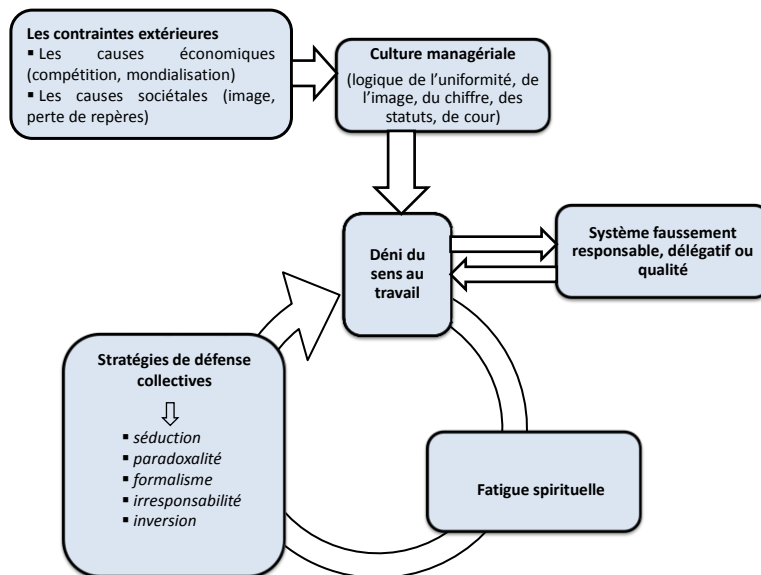 Les contraintes extérieures
▪ Les causes économiques
(compétition, mondialisation)
▪ Les causes sociétales (image,
perte de repères)
Culture managériale
(logique de l'uniformité, de
l'image, du chiffre, des
statuts, de cour)
Déni du
sens au
travail
Système faussement
responsable, délégatif ou
qualité
Stratégies de défense
collectives
▪ séduction
▪ paradoxalité
▪ formalisme
▪ irresponsabilité
▪ inversion
Fatigue spirituelle